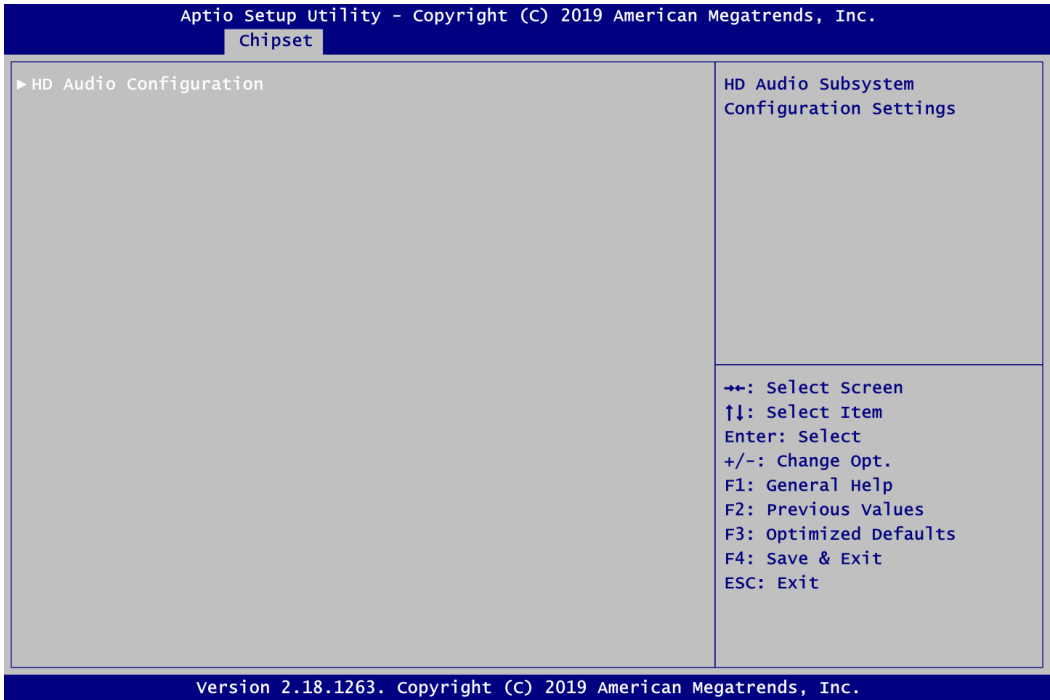 Aptio Setup Utility - Copyright (C) 2019 American Megatrends, Inc.
Chipset
►HD Audio Configuration
HD Audio Subsystem
Configuration Settings
→←: Select Screen
↑↓: Select Item
Enter: Select
+/-: Change Opt.
F1: General Help
F2: Previous Values
F3: Optimized Defaults
F4: Save & Exit
ESC: Exit
Version 2.18.1263. Copyright (C) 2019 American Megatrends, Inc.